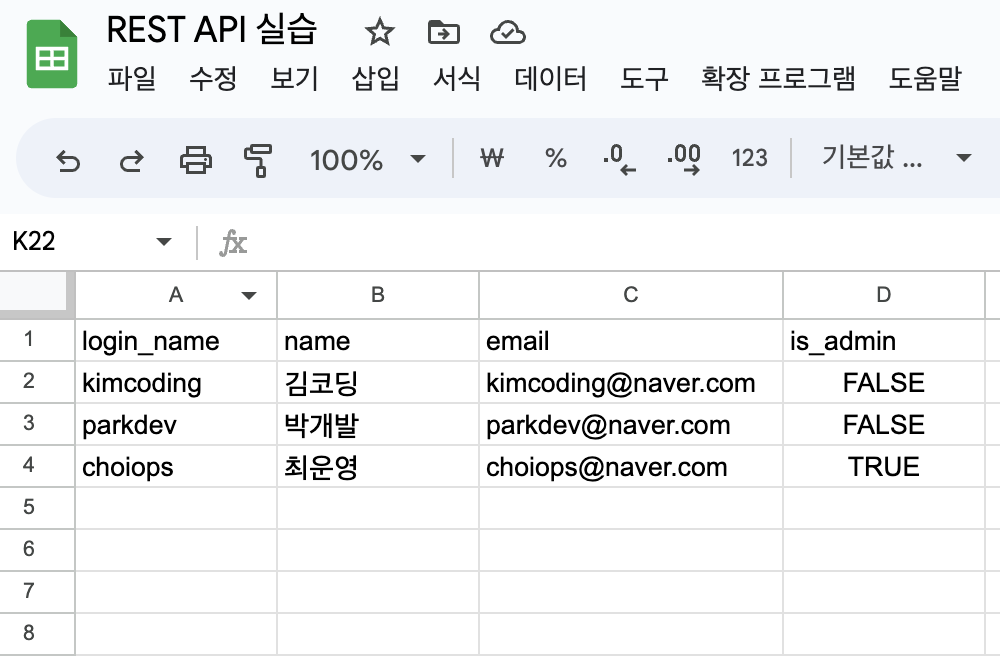 REST API 실습
파일 수정 보기 삽입 서식 데이터 도구 확장 프로그램 도움말
100% ₩ % .0 .00 123 기본값 ...
K22 fx
A B C D
1 login_name name email is_admin
2 kimcoding 김코딩 kimcoding@naver.com FALSE
3 parkdev 박개발 parkdev@naver.com FALSE
4 choiops 최운영 choiops@naver.com TRUE
5
6
7
8